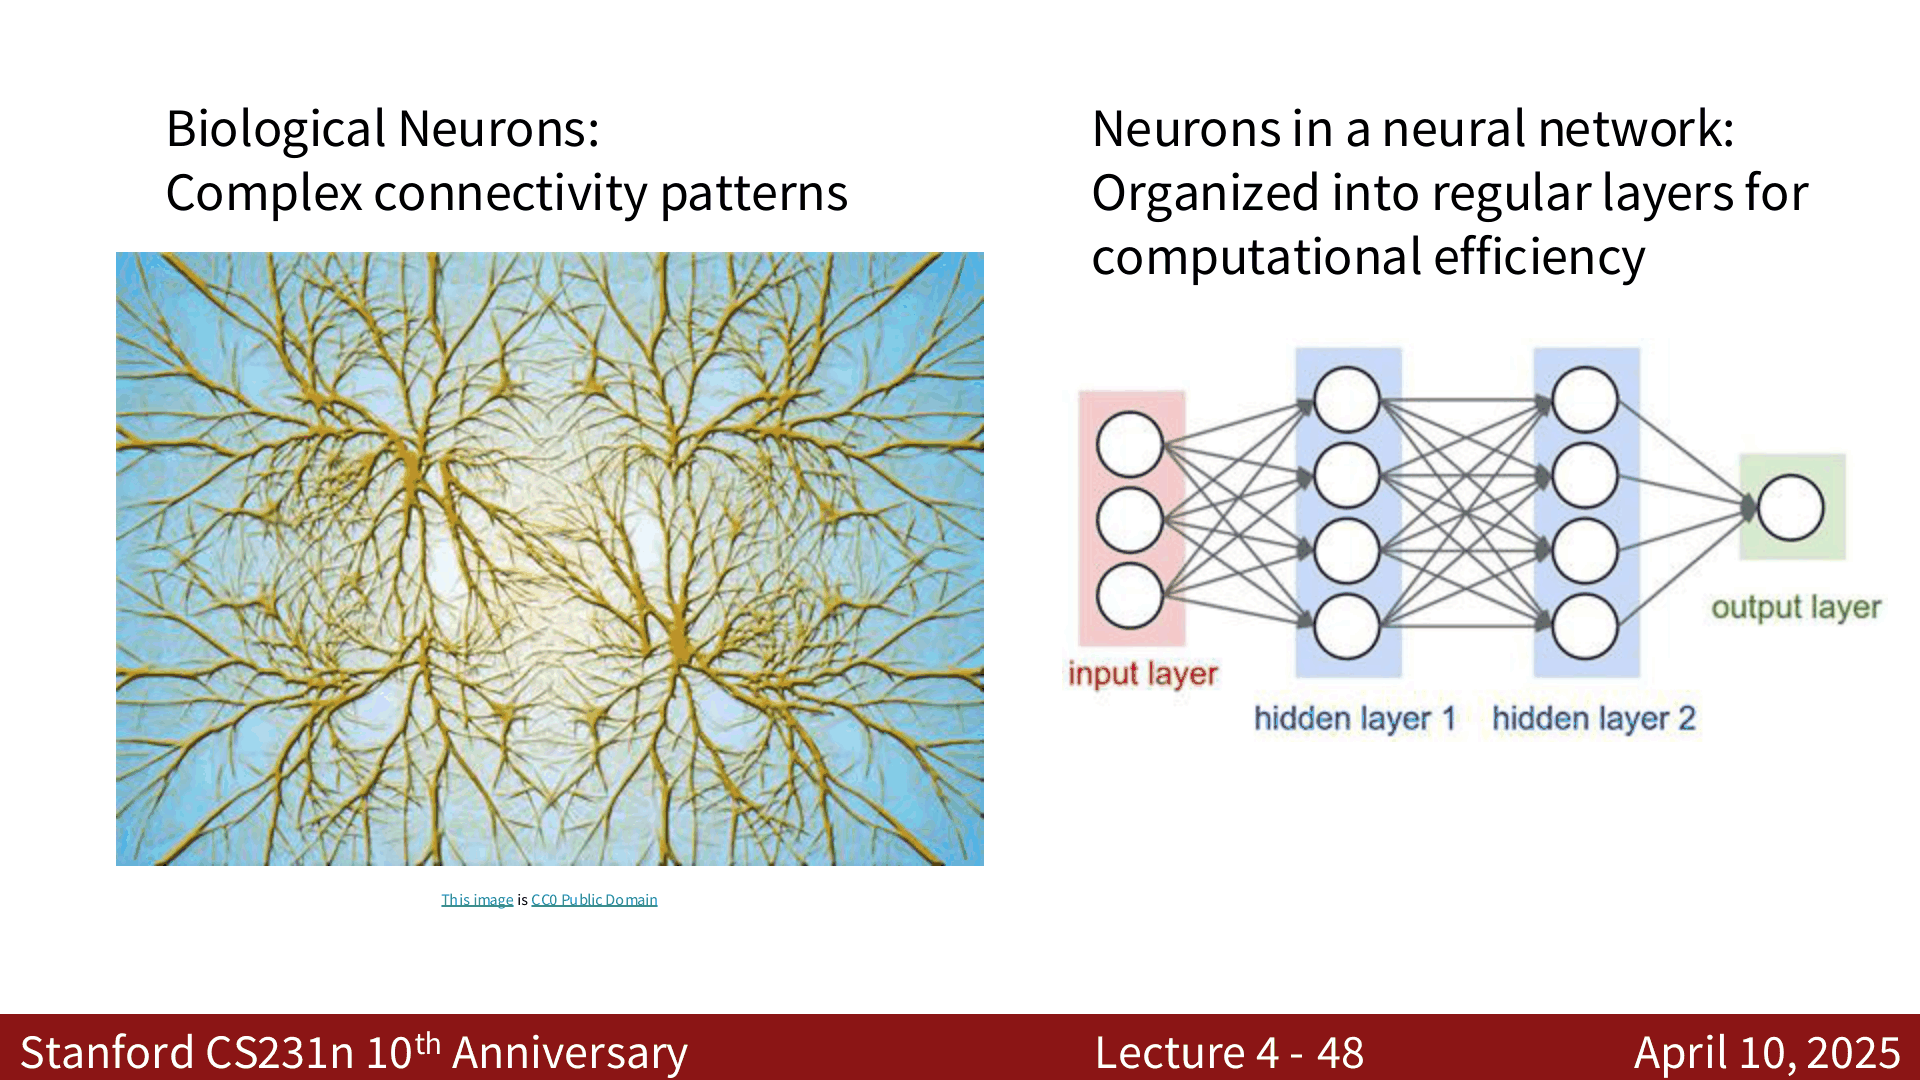 Biological Neurons:
Complex connectivity patterns
This image is CC0 Public Domain
Neurons in a neural network:
Organized into regular layers for
computational efficiency
input layer
hidden layer 1
hidden layer 2
output layer
Stanford CS231n 10th Anniversary
Lecture 4 - 48
April 10, 2025